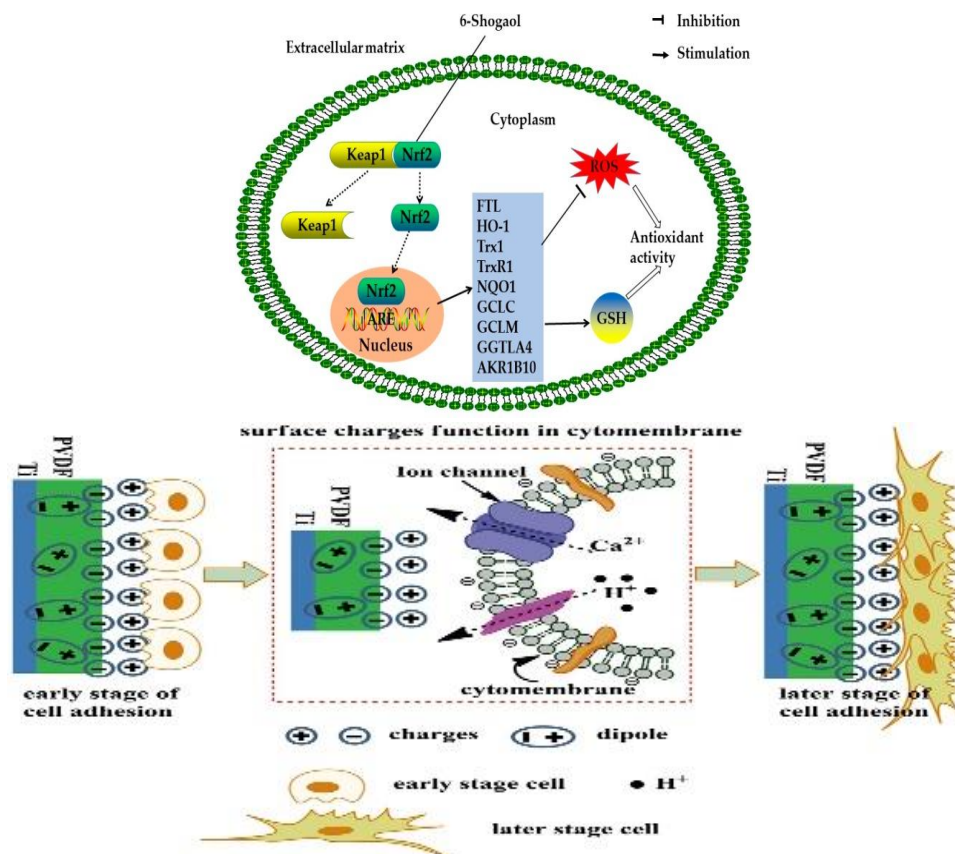 6-Shogaol
Inhibition
Stimulation
Extracellular matrix
Cytoplasm
Keap1 Nrf2
ROS
Keap1
Nrf2
FTL
HO-1
Trx1
TrxR1
NQO1
GCLC
GCLM
GGTLA4
AKR1B10
Antioxidant
activity
Nrf2
ARE
Nucleus
GSH
surface charges function in cytomembrane
Ti
PVDF
early stage of
cell adhesion
Ti
PVDF
Ion channel
Ca²⁺
H⁺
cytomembrane
Ti
PVDF
later stage of
cell adhesion
charges
dipole
early stage cell
H⁺
later stage cell